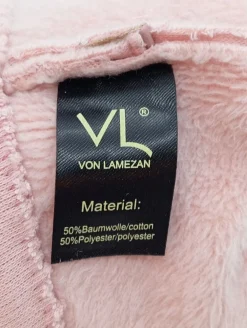 VL®
VON LAMEZAN
Material:
50%Baumwolle/cotton
50%Polyester/polyester